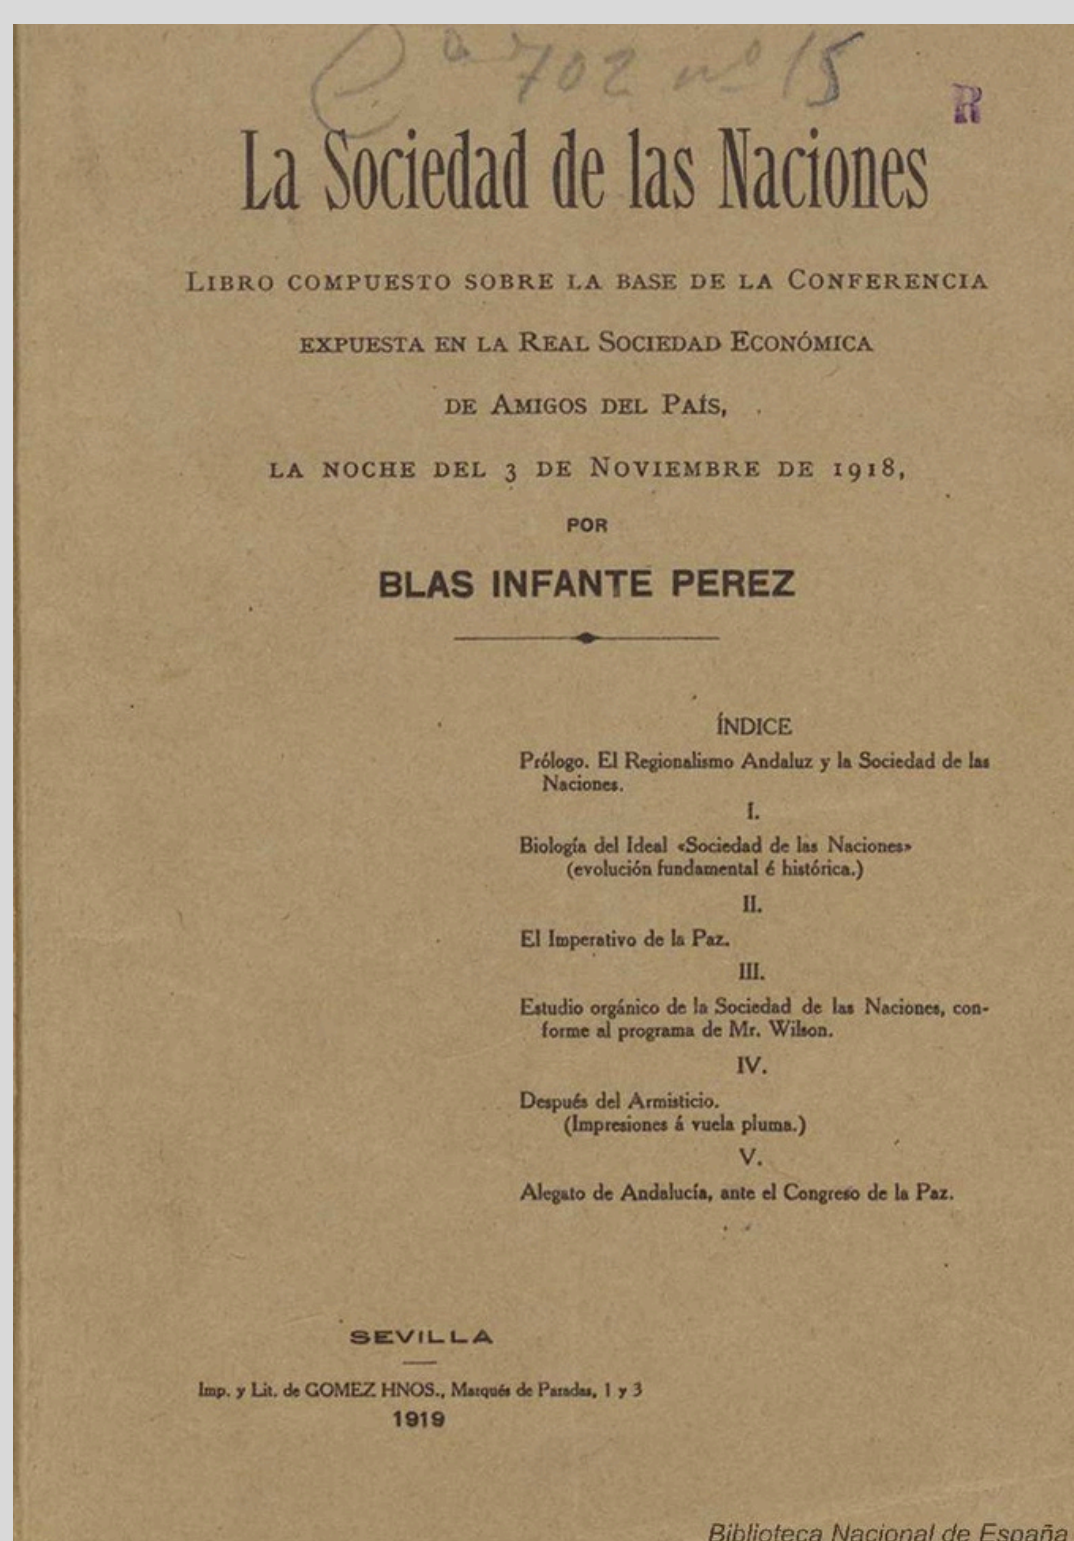 Cª 702 nº 15
R
La Sociedad de las Naciones
LIBRO COMPUESTO SOBRE LA BASE DE LA CONFERENCIA
EXPUESTA EN LA REAL SOCIEDAD ECONÓMICA
DE AMIGOS DEL PAÍS,
LA NOCHE DEL 3 DE NOVIEMBRE DE 1918,
POR
BLAS INFANTE PEREZ
ÍNDICE
Prólogo. El Regionalismo Andaluz y la Sociedad de las
Naciones.
I.
Biología del Ideal «Sociedad de las Naciones»
(evolución fundamental é histórica.)
II.
El Imperativo de la Paz.
III.
Estudio orgánico de la Sociedad de las Naciones, con-
forme al programa de Mr. Wilson.
IV.
Después del Armisticio.
(Impresiones á vuela pluma.)
V.
Alegato de Andalucía, ante el Congreso de la Paz.
SEVILLA
Imp. y Lit. de GOMEZ HNOS., Marqués de Paradas, 1 y 3
1919
Biblioteca Nacional de España